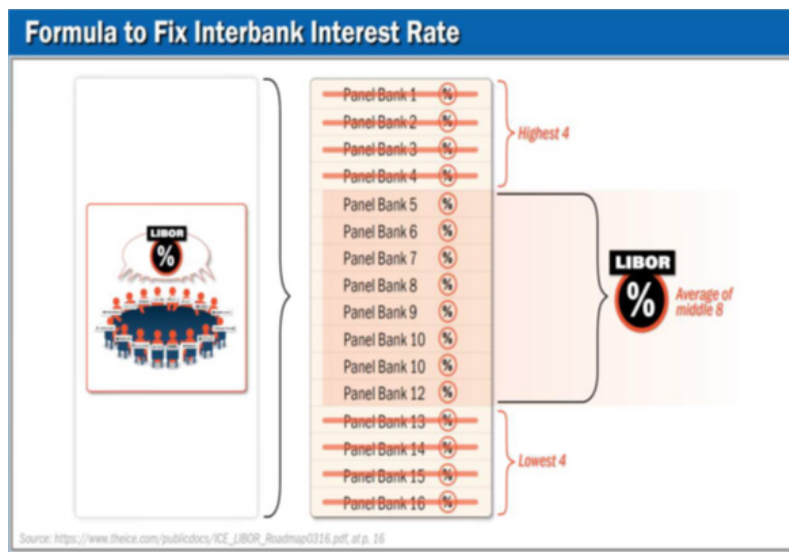 Formula to Fix Interbank Interest Rate
LIBOR
%
Panel Bank 1 %
Panel Bank 2 %
Panel Bank 3 %
Panel Bank 4 %
Highest 4
Panel Bank 5 %
Panel Bank 6 %
Panel Bank 7 %
Panel Bank 8 %
Panel Bank 9 %
Panel Bank 10 %
Panel Bank 10 %
Panel Bank 12 %
LIBOR
%
Average of
middle 8
Panel Bank 13 %
Panel Bank 14 %
Panel Bank 15 %
Panel Bank 16 %
Lowest 4
Source: https://www.theice.com/publicdocs/ICE_LIBOR_Roadmap0316.pdf, at p. 16